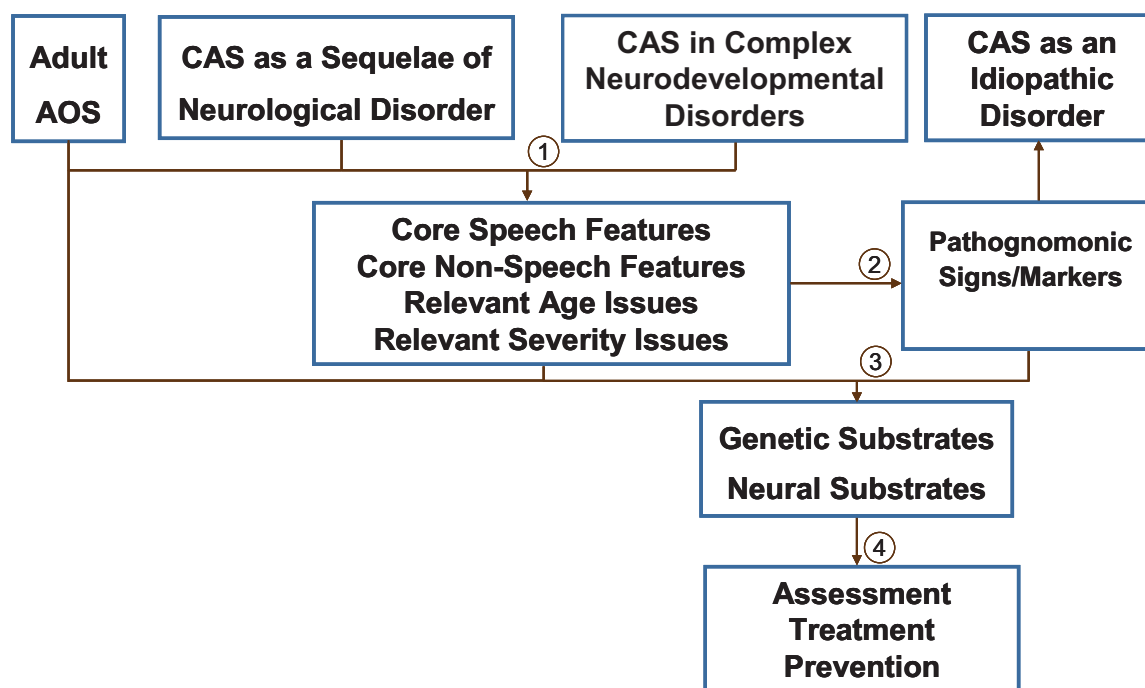 Adult
AOS
CAS as a Sequelae of
Neurological Disorder
CAS in Complex
Neurodevelopmental
Disorders
CAS as an
Idiopathic
Disorder
1
Core Speech Features
Core Non-Speech Features
Relevant Age Issues
Relevant Severity Issues
2
Pathognomonic
Signs/Markers
3
Genetic Substrates
Neural Substrates
4
Assessment
Treatment
Prevention